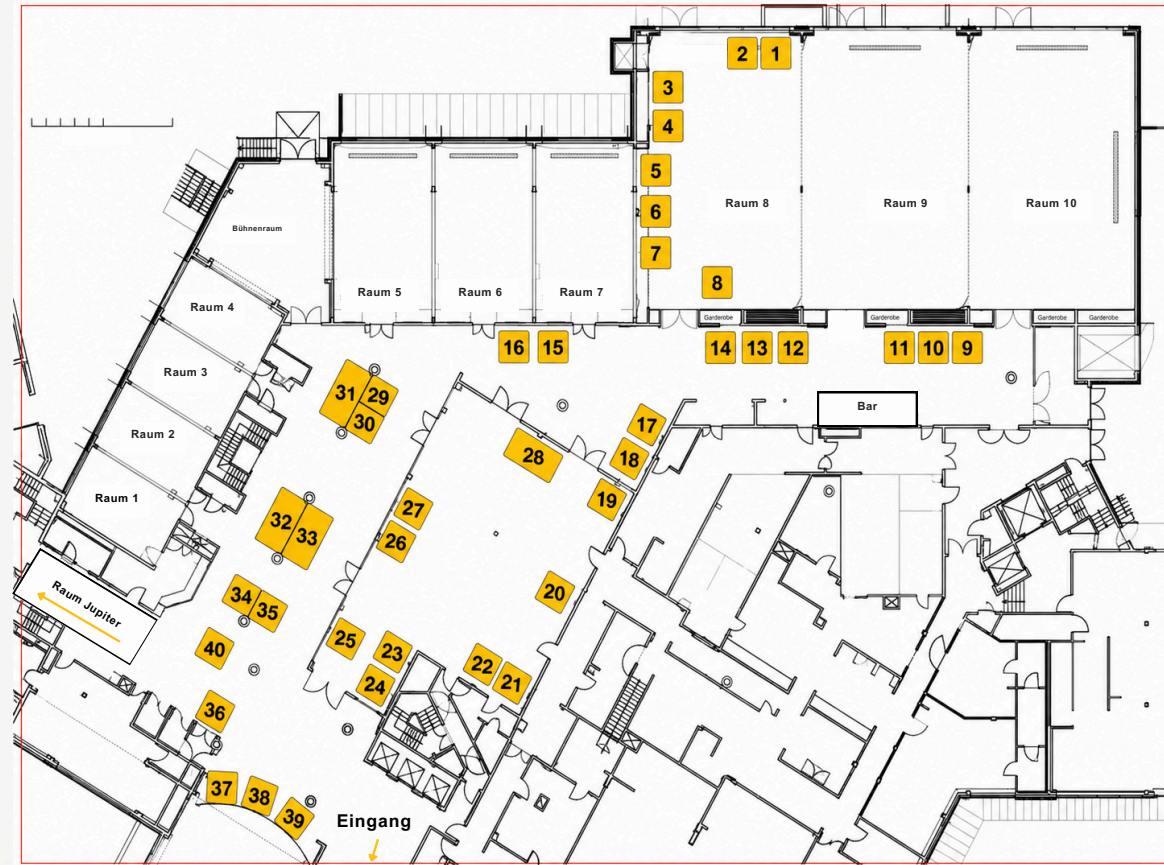 2
1
3
4
5
6
7
8
Raum 8
Raum 9
Raum 10
Bühnenraum
Raum 5
Raum 6
Raum 7
Raum 4
Raum 3
Raum 2
Raum 1
Garderobe
Garderobe
Garderobe
Garderobe
16
15
14
13
12
11
10
9
Bar
31
29
30
17
18
28
19
27
26
32
33
20
34
35
Raum Jupiter
40
25
23
22
24
21
36
37
38
39
Eingang